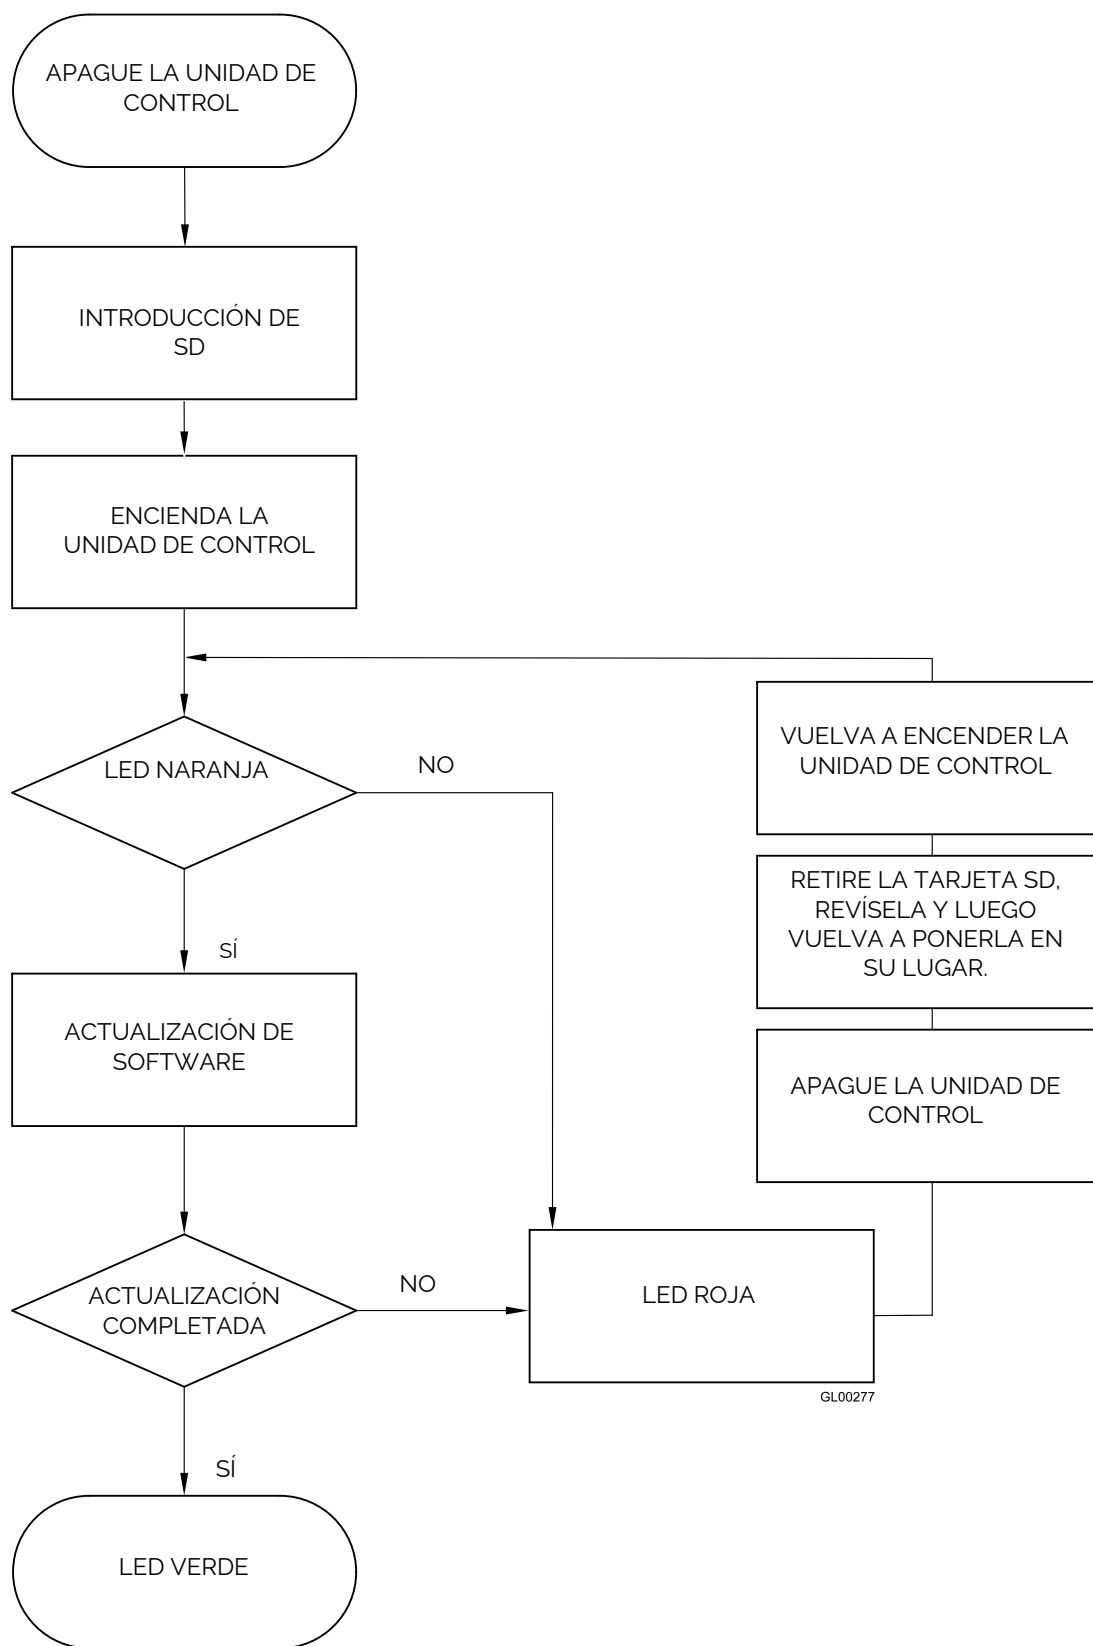 APAGUE LA UNIDAD DE
CONTROL
INTRODUCCIÓN DE
SD
ENCIENDA LA
UNIDAD DE CONTROL
LED NARANJA
NO
SÍ
ACTUALIZACIÓN DE
SOFTWARE
ACTUALIZACIÓN
COMPLETADA
NO
SÍ
LED VERDE
LED ROJA
GL00277
APAGUE LA UNIDAD DE
CONTROL
RETIRE LA TARJETA SD,
REVÍSELA Y LUEGO
VUELVA A PONERLA EN
SU LUGAR.
VUELVA A ENCENDER LA
UNIDAD DE CONTROL